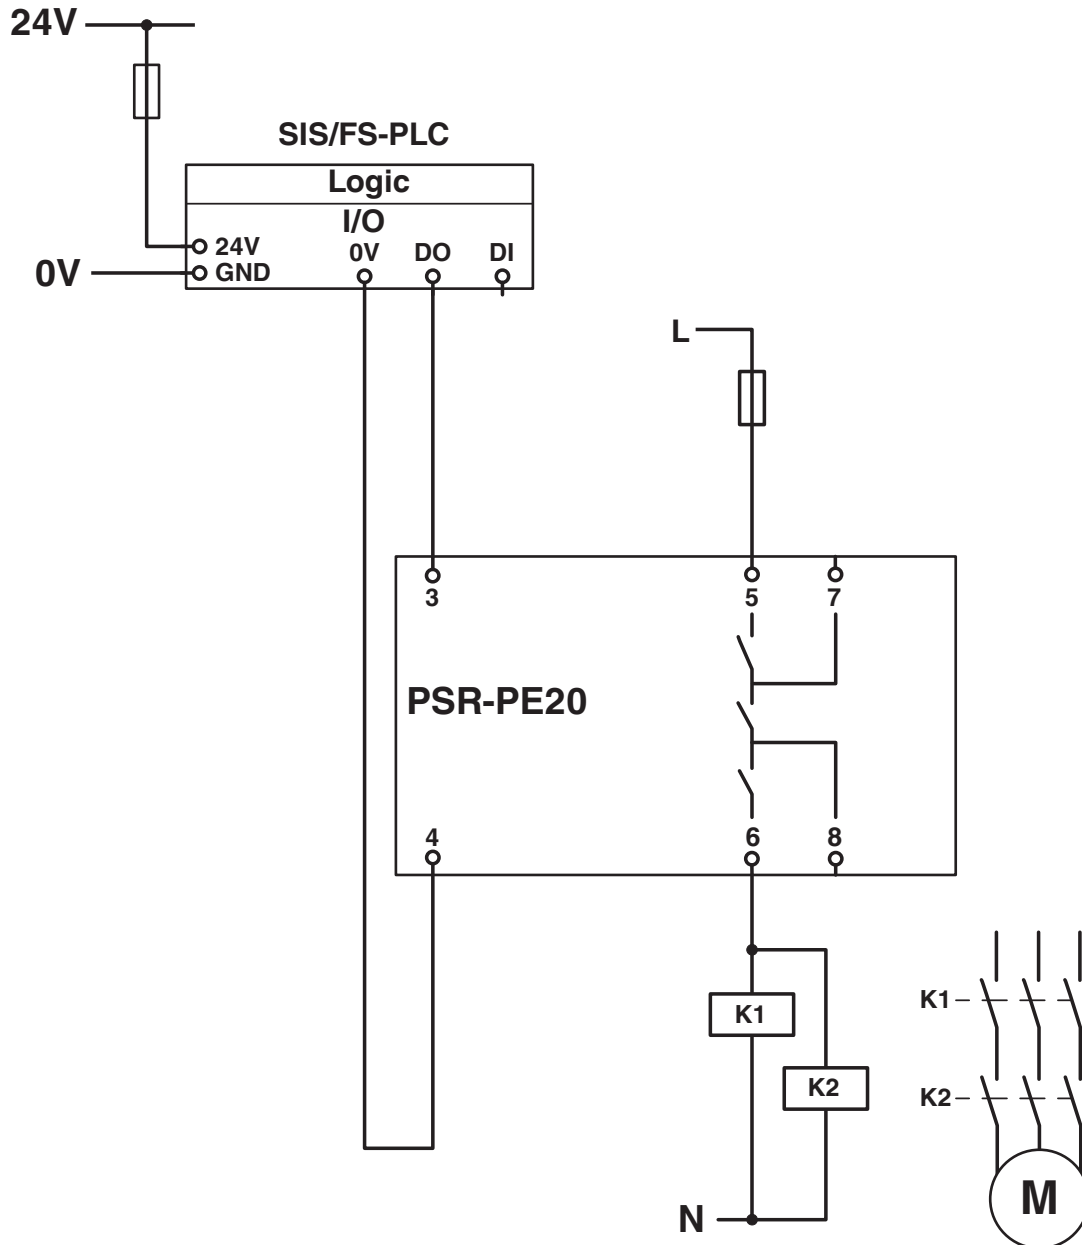 24V
SIS/FS-PLC
Logic
I/O
24V
0V
DO
DI
0V
GND
L
3
5
7
PSR-PE20
4
6
8
K1
K1
K2
K2
M
N